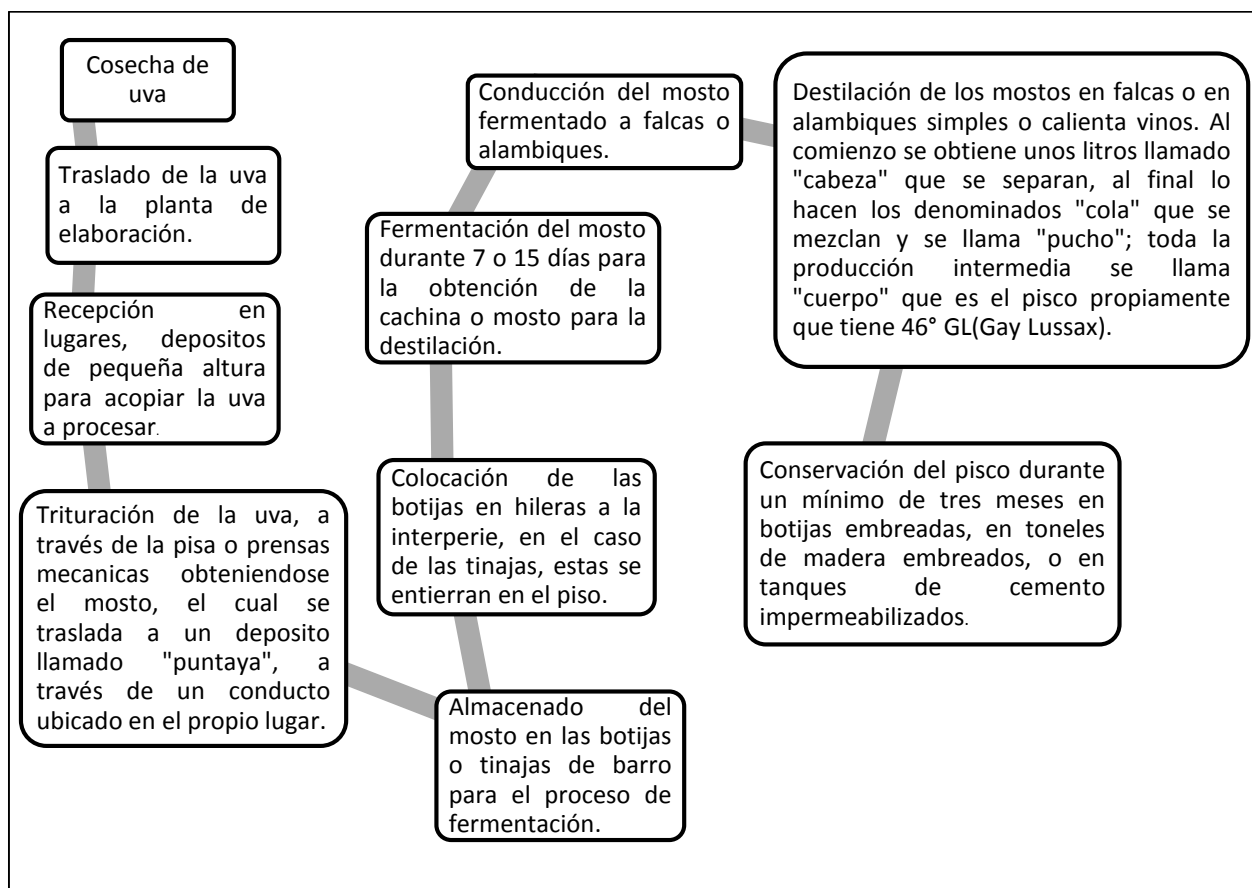 Cosecha de
uva
Traslado de la uva
a la planta de
elaboración.
Recepción en
lugares, depositos
de pequeña altura
para acopiar la uva
a procesar.
Trituración de la uva, a
través de la pisa o prensas
mecanicas obteniendose
el mosto, el cual se
traslada a un deposito
llamado "puntaya", a
través de un conducto
ubicado en el propio lugar.
Almacenado del
mosto en las botijas
o tinajas de barro
para el proceso de
fermentación.
Colocación de las
botijas en hileras a la
interperie, en el caso
de las tinajas, estas se
entierran en el piso.
Fermentación del mosto
durante 7 o 15 días para
la obtención de la
cachina o mosto para la
destilación.
Conducción del mosto
fermentado a falcas o
alambiques.
Destilación de los mostos en falcas o en
alambiques simples o calienta vinos. Al
comienzo se obtiene unos litros llamado
"cabeza" que se separan, al final lo
hacen los denominados "cola" que se
mezclan y se llama "pucho"; toda la
producción intermedia se llama
"cuerpo" que es el pisco propiamente
que tiene 46° GL(Gay Lussax).
Conservación del pisco durante
un mínimo de tres meses en
botijas embreadas, en toneles
de madera embreados, o en
tanques de cemento
impermeabilizados.